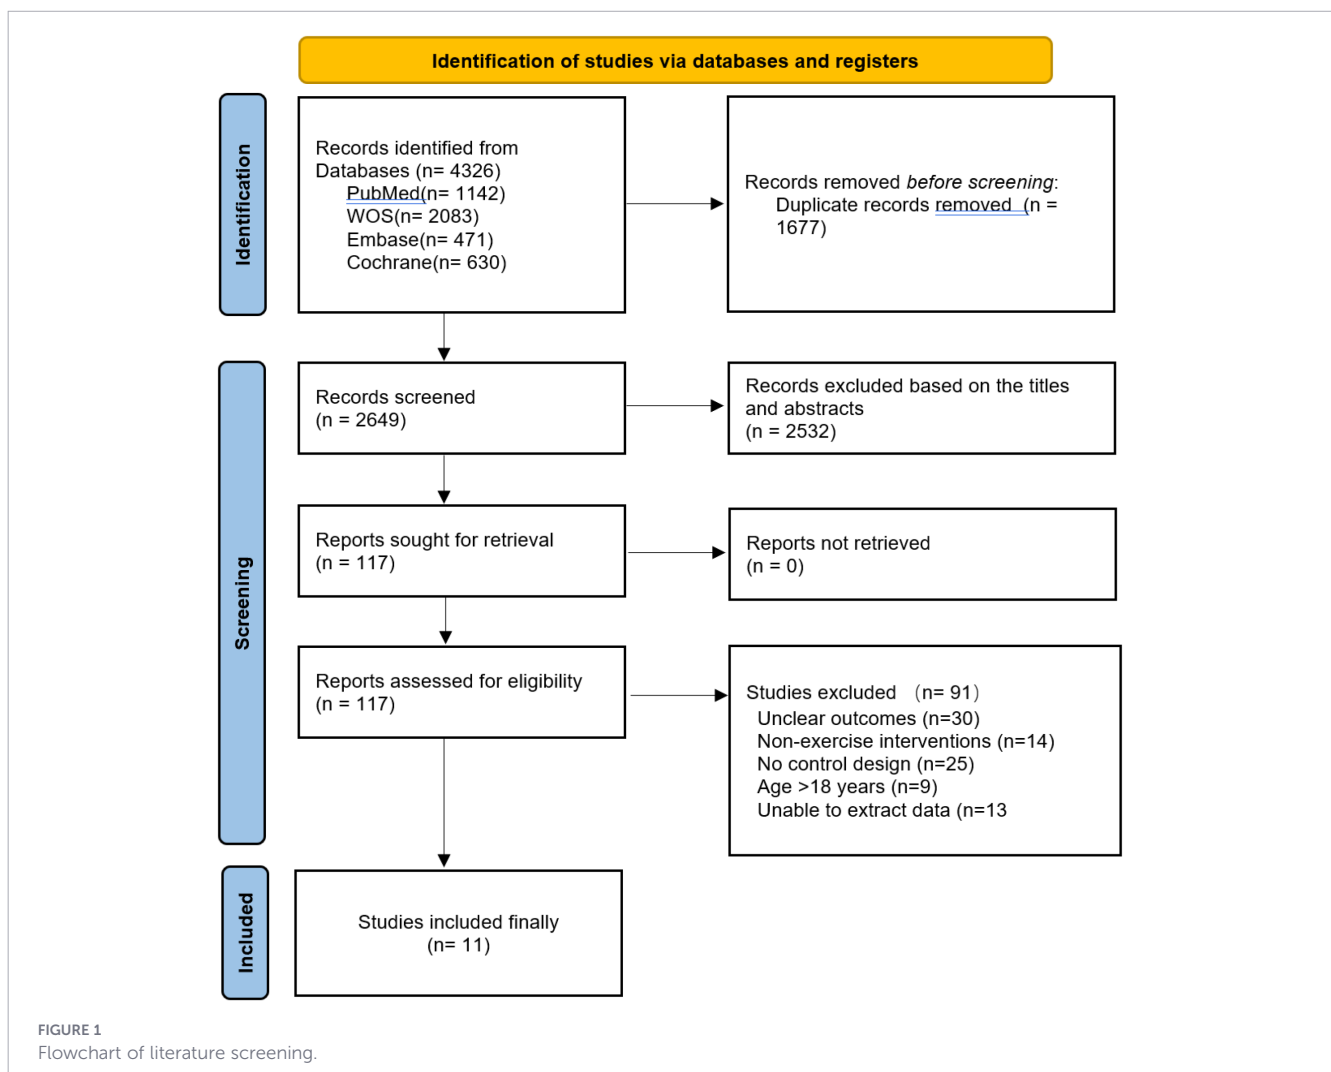 Identification of studies via databases and registers
Identification
Records identified from
Databases (n= 4326)
PubMed(n= 1142)
WOS(n= 2083)
Embase(n= 471)
Cochrane(n= 630)
Records removed before screening:
Duplicate records removed (n =
1677)
Screening
Records screened
(n = 2649)
Records excluded based on the titles
and abstracts
(n = 2532)
Reports sought for retrieval
(n = 117)
Reports not retrieved
(n = 0)
Reports assessed for eligibility
(n = 117)
Studies excluded （n= 91）
Unclear outcomes (n=30)
Non-exercise interventions (n=14)
No control design (n=25)
Age >18 years (n=9)
Unable to extract data (n=13
Included
Studies included finally
(n= 11)
FIGURE 1
Flowchart of literature screening.